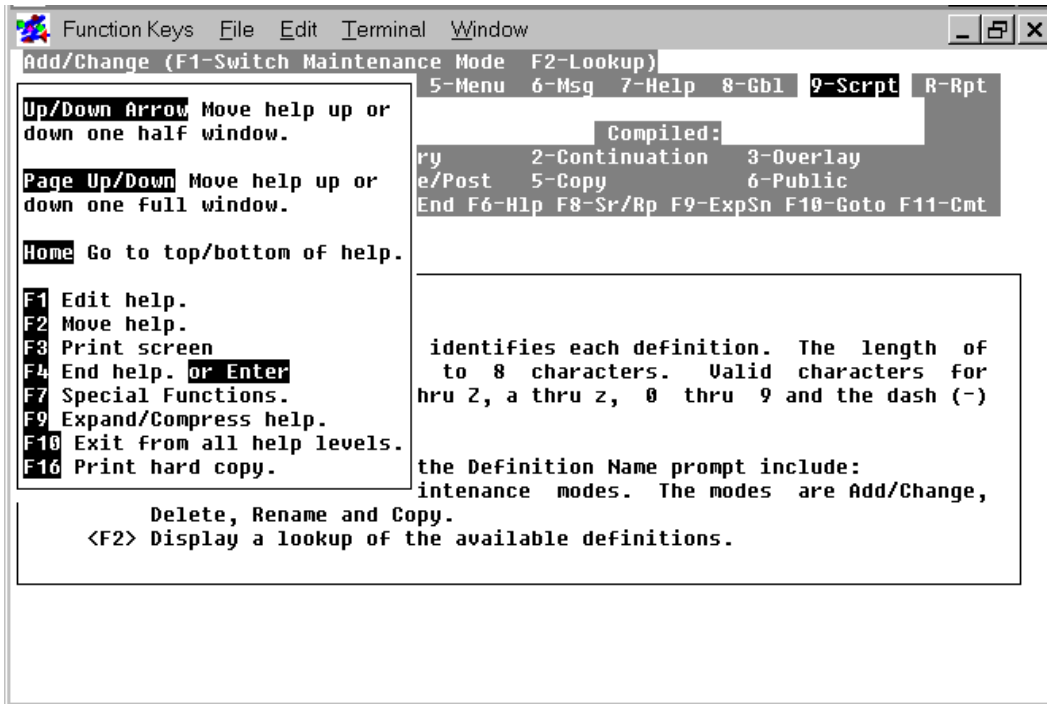 Function Keys File Edit Terminal Window
Add/Change (F1-Switch Maintenance Mode F2-Lookup)
5-Menu 6-Msg 7-Help 8-Gbl 9-Scrpt R-Rpt
Up/Down Arrow Move help up or
down one half window.
Compiled:
ry 2-Continuation 3-Overlay
Page Up/Down Move help up or
e/Post 5-Copy 6-Public
down one full window.
End F6-Hlp F8-Sr/Rp F9-ExpSn F10-Goto F11-Cmt
Home Go to top/bottom of help.
F1 Edit help.
F2 Move help.
F3 Print screen
identifies each definition. The length of
F4 End help. or Enter
to 8 characters. Valid characters for
F7 Special Functions.
hru Z, a thru z, 0 thru 9 and the dash (-)
F9 Expand/Compress help.
F10 Exit from all help levels.
F16 Print hard copy.
the Definition Name prompt include:
intenance modes. The modes are Add/Change,
Delete, Rename and Copy.
<F2> Display a lookup of the available definitions.